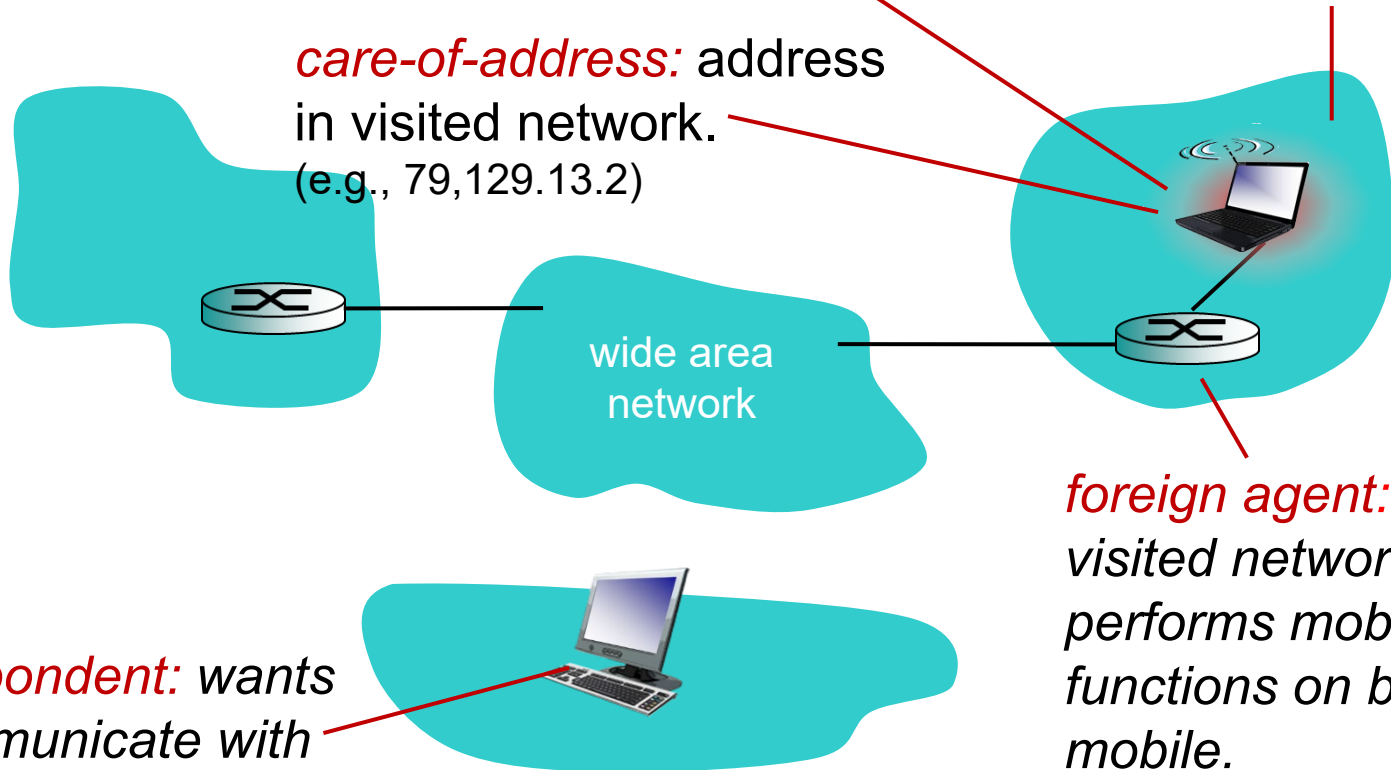 care-of-address: address
in visited network.
(e.g., 79,129.13.2)
wide area
network
foreign agent:
visited networ
performs mob
functions on b
mobile.
pondent: wants
municate with